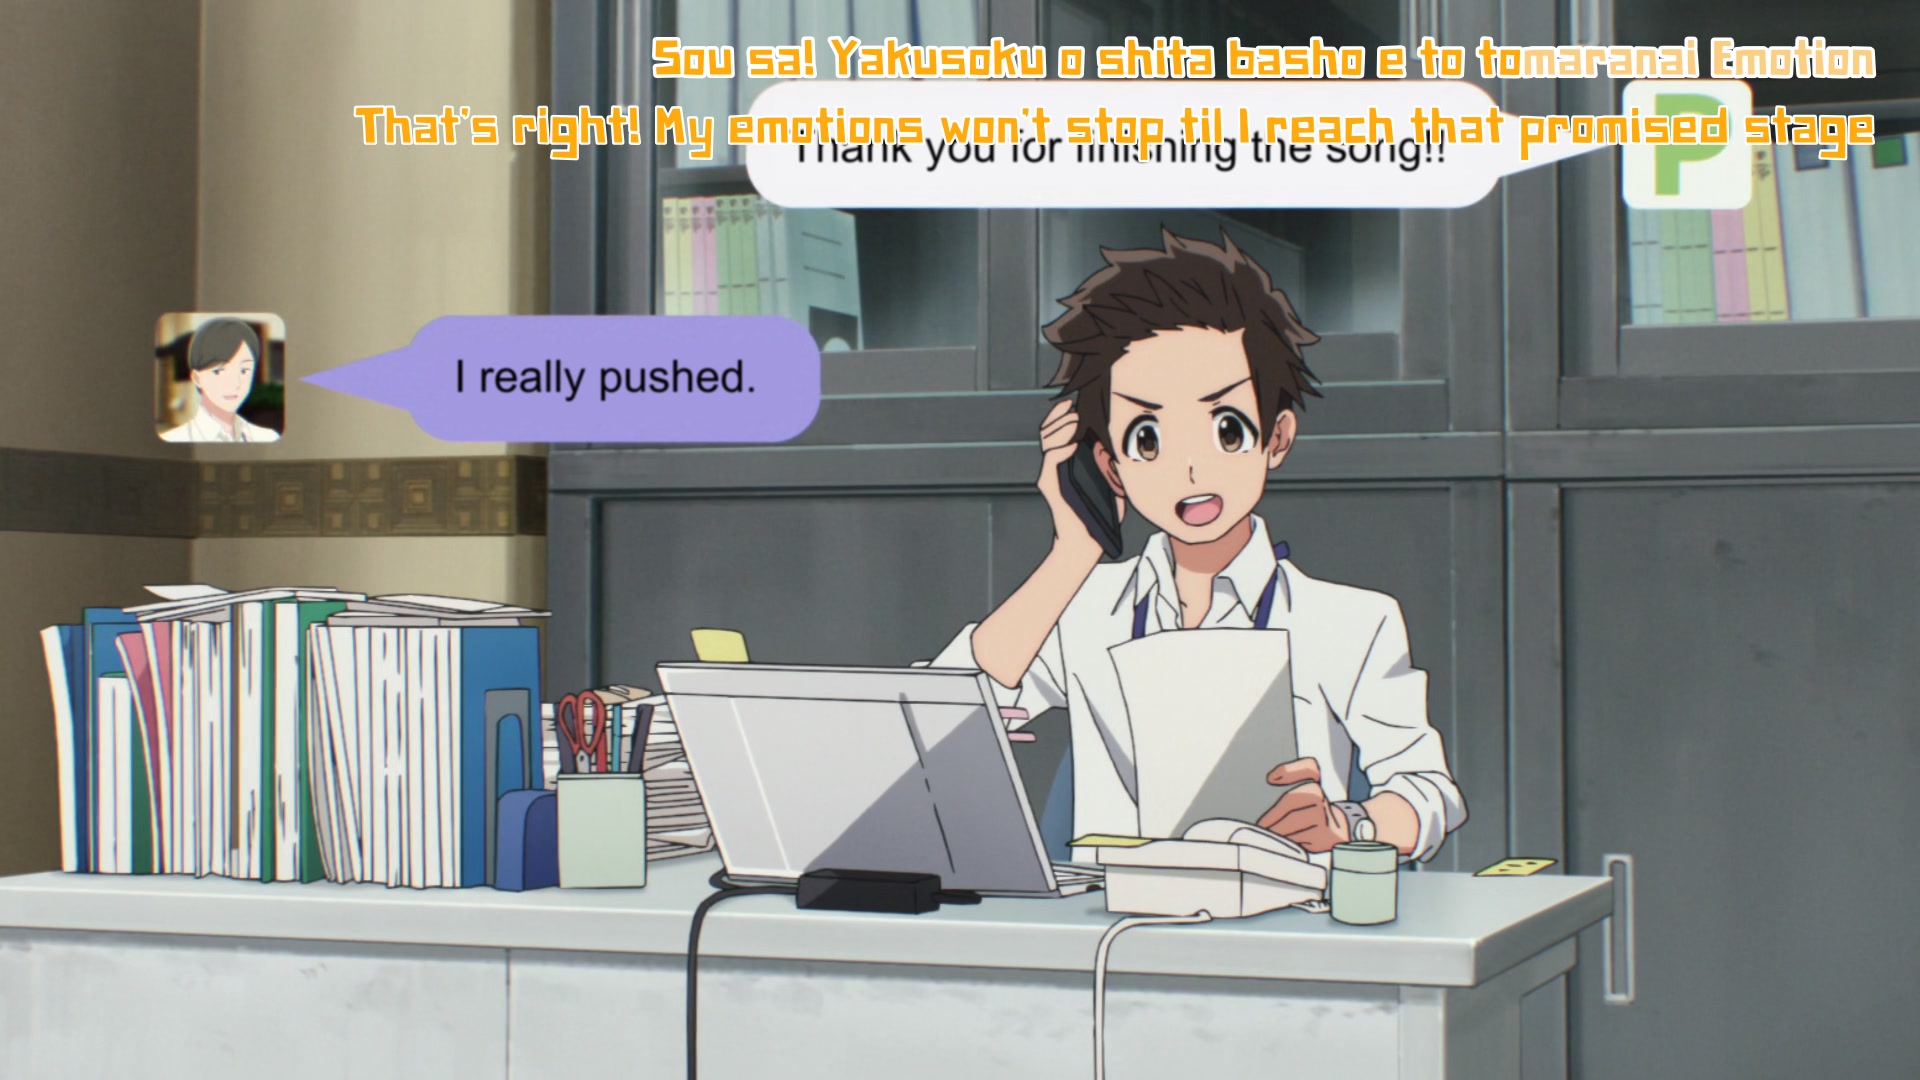 Sou sa! Yakusoku o shita basho e to tomaranai Emotion
That's right! My emotions won't stop til I reach that promised stage
Thank you for finishing the song!!
P
I really pushed.